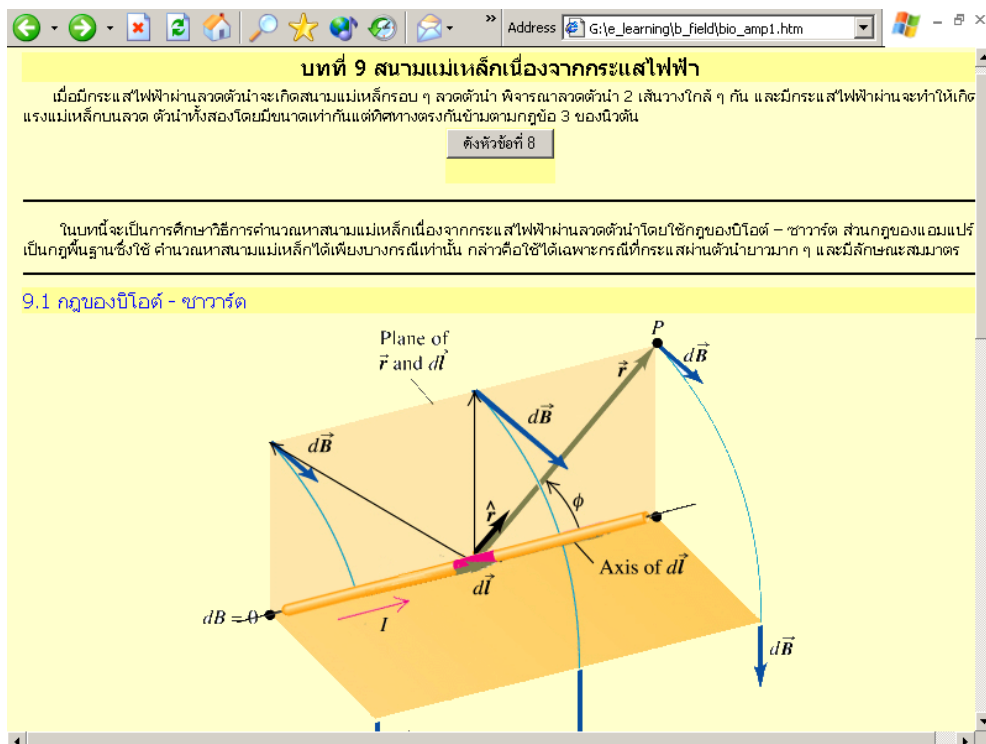 Address G:\e_learning\b_field\bio_amp1.htm
บทที่ 9 สนามแม่เหล็กเนื่องจากกระแสไฟฟ้า
เมื่อมีกระแสไฟฟ้าผ่านลวดตัวนำจะเกิดสนามแม่เหล็กรอบ ๆ ลวดตัวนำ พิจารณาลวดตัวนำ 2 เส้นวางใกล้ ๆ กัน และมีกระแสไฟฟ้าผ่านจะทำให้เกิด
แรงแม่เหล็กบนลวด ตัวนำทั้งสองโดยมีขนาดเท่ากันแต่ทิศทางตรงกันข้ามตามกฎข้อ 3 ของนิวตัน
ดังหัวข้อที่ 8
ในบทนี้จะเป็นการศึกษาวิธีการคำนวณหาสนามแม่เหล็กเนื่องจากกระแสไฟฟ้าผ่านลวดตัวนำโดยใช้กฎของบิโอต์ – ซาวาร์ต ส่วนกฎของแอมแปร์
เป็นกฎพื้นฐานซึ่งใช้ คำนวณหาสนามแม่เหล็กได้เพียงบางกรณีเท่านั้น กล่าวคือใช้ได้เฉพาะกรณีที่กระแสผ่านตัวนำยาวมาก ๆ และมีลักษณะสมมาตร
9.1 กฎของบิโอต์ - ซาวาร์ต
P
Plane of
r⃗ and dl⃗
r⃗
dB⃗
dB⃗
dB⃗
r̂
ϕ
Axis of dl⃗
dl⃗
dB = 0
I
dB⃗